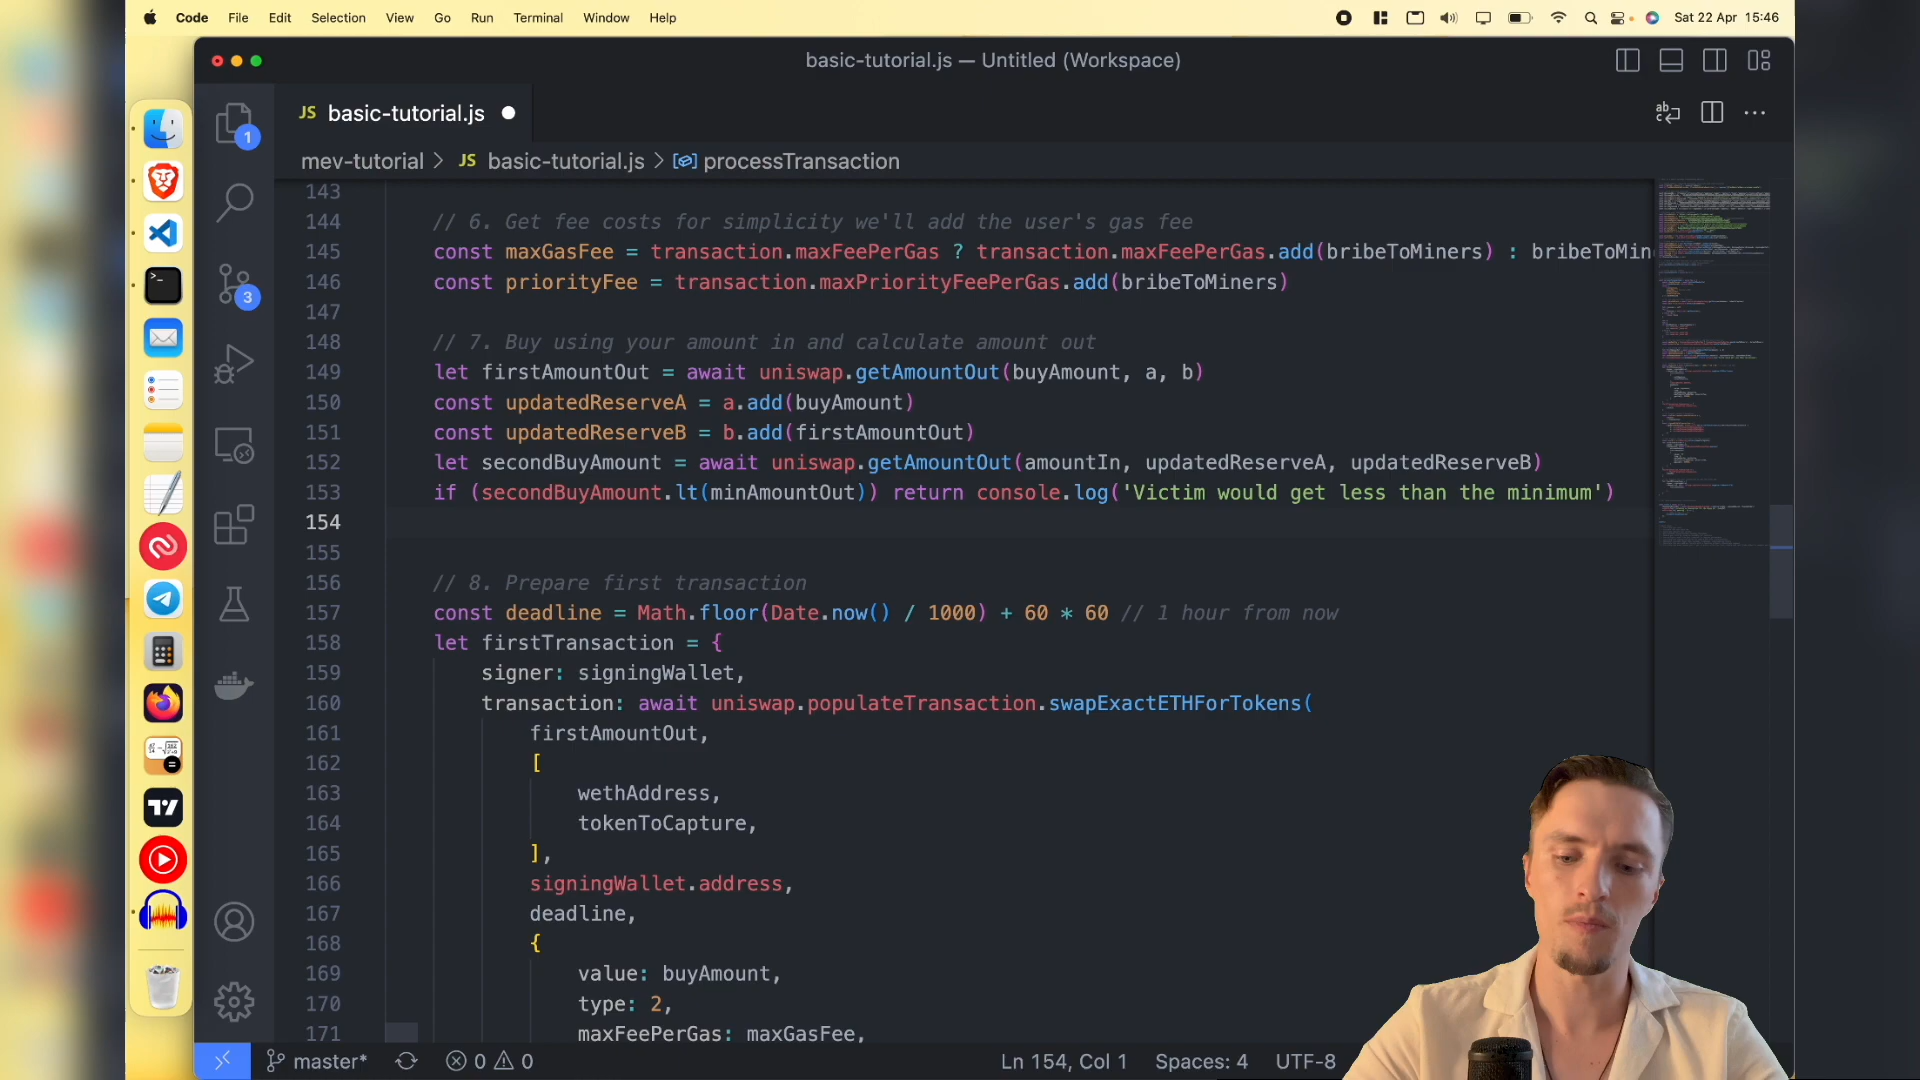 Code File Edit Selection View Go Run Terminal Window Help Sat 22 Apr 15:46
basic-tutorial.js — Untitled (Workspace)
JS basic-tutorial.js
mev-tutorial > JS basic-tutorial.js > processTransaction
143
144 // 6. Get fee costs for simplicity we'll add the user's gas fee
145 const maxGasFee = transaction.maxFeePerGas ? transaction.maxFeePerGas.add(bribeToMiners) : bribeToMin
146 const priorityFee = transaction.maxPriorityFeePerGas.add(bribeToMiners)
147
148 // 7. Buy using your amount in and calculate amount out
149 let firstAmountOut = await uniswap.getAmountOut(buyAmount, a, b)
150 const updatedReserveA = a.add(buyAmount)
151 const updatedReserveB = b.add(firstAmountOut)
152 let secondBuyAmount = await uniswap.getAmountOut(amountIn, updatedReserveA, updatedReserveB)
153 if (secondBuyAmount.lt(minAmountOut)) return console.log('Victim would get less than the minimum')
154
155
156 // 8. Prepare first transaction
157 const deadline = Math.floor(Date.now() / 1000) + 60 * 60 // 1 hour from now
158 let firstTransaction = {
159 signer: signingWallet,
160 transaction: await uniswap.populateTransaction.swapExactETHForTokens(
161 firstAmountOut,
162 [
163 wethAddress,
164 tokenToCapture,
165 ],
166 signingWallet.address,
167 deadline,
168 {
169 value: buyAmount,
170 type: 2,
171 maxFeePerGas: maxGasFee,
1
3
master* 0 0 Ln 154, Col 1 Spaces: 4 UTF-8